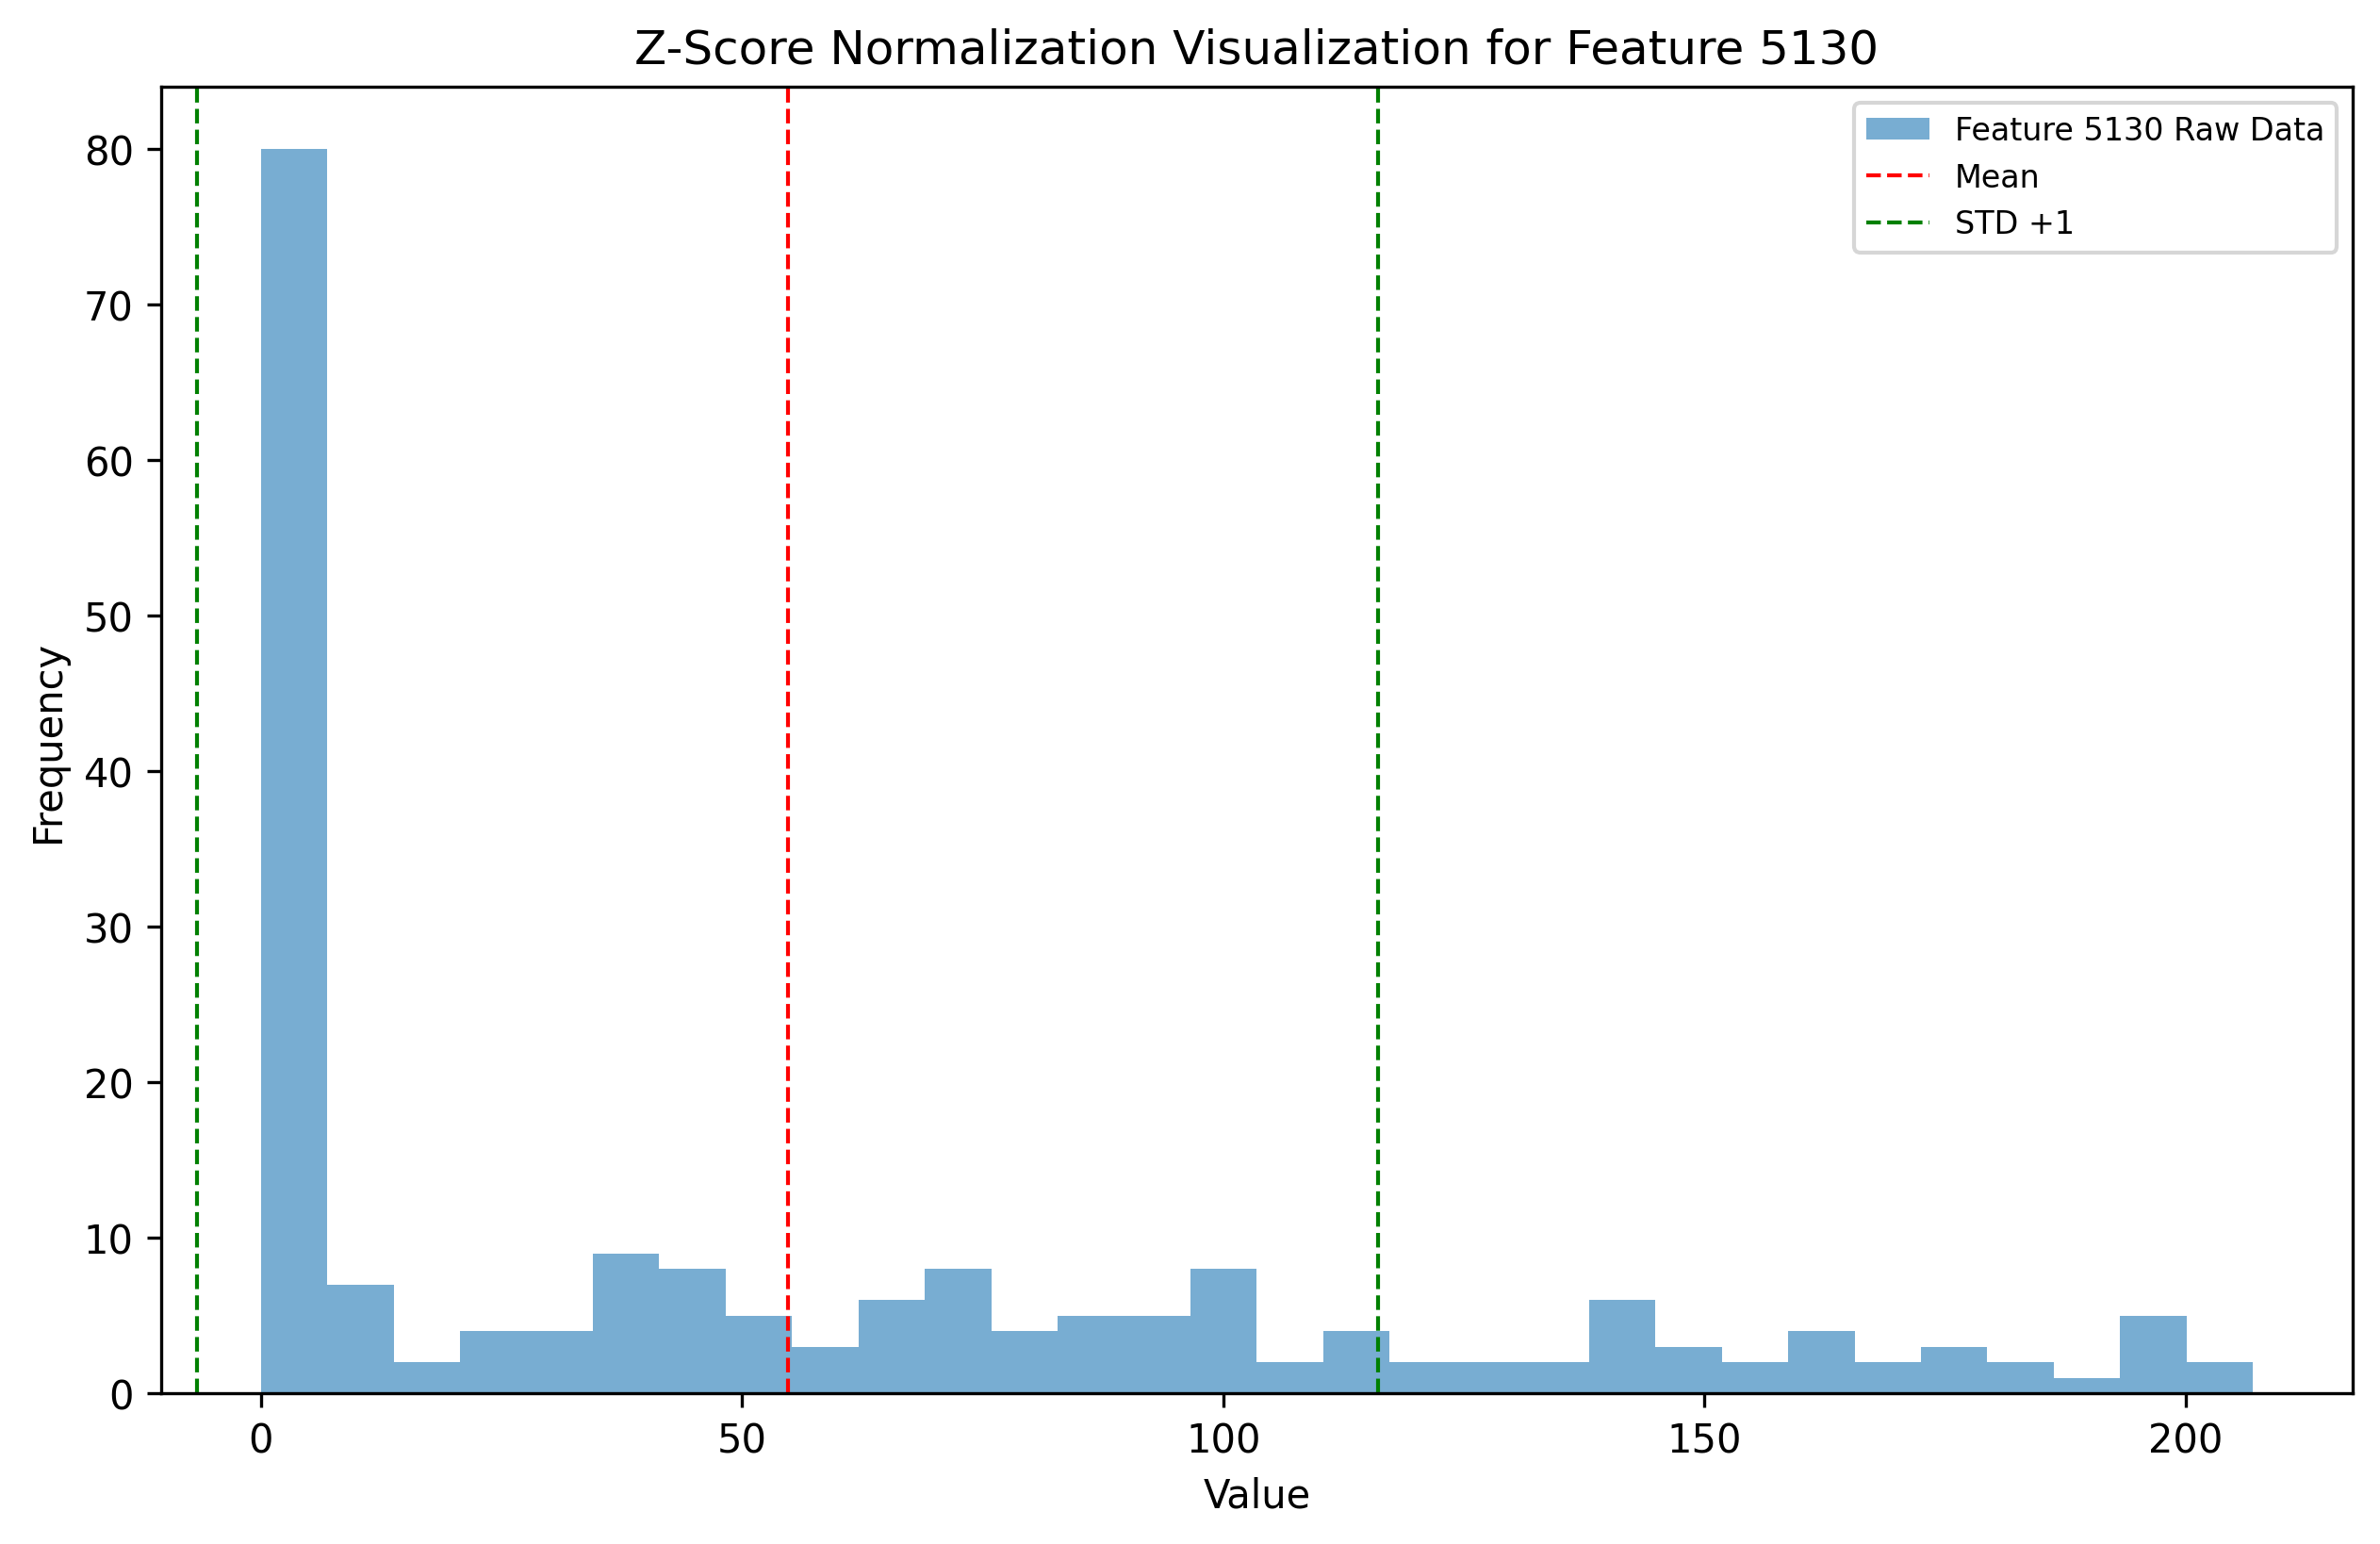 Z-Score Normalization Visualization for Feature 5130
Feature 5130 Raw Data
Mean
STD +1
80
70
60
50
40
30
20
10
0
Frequency
0 50 100 150 200
Value